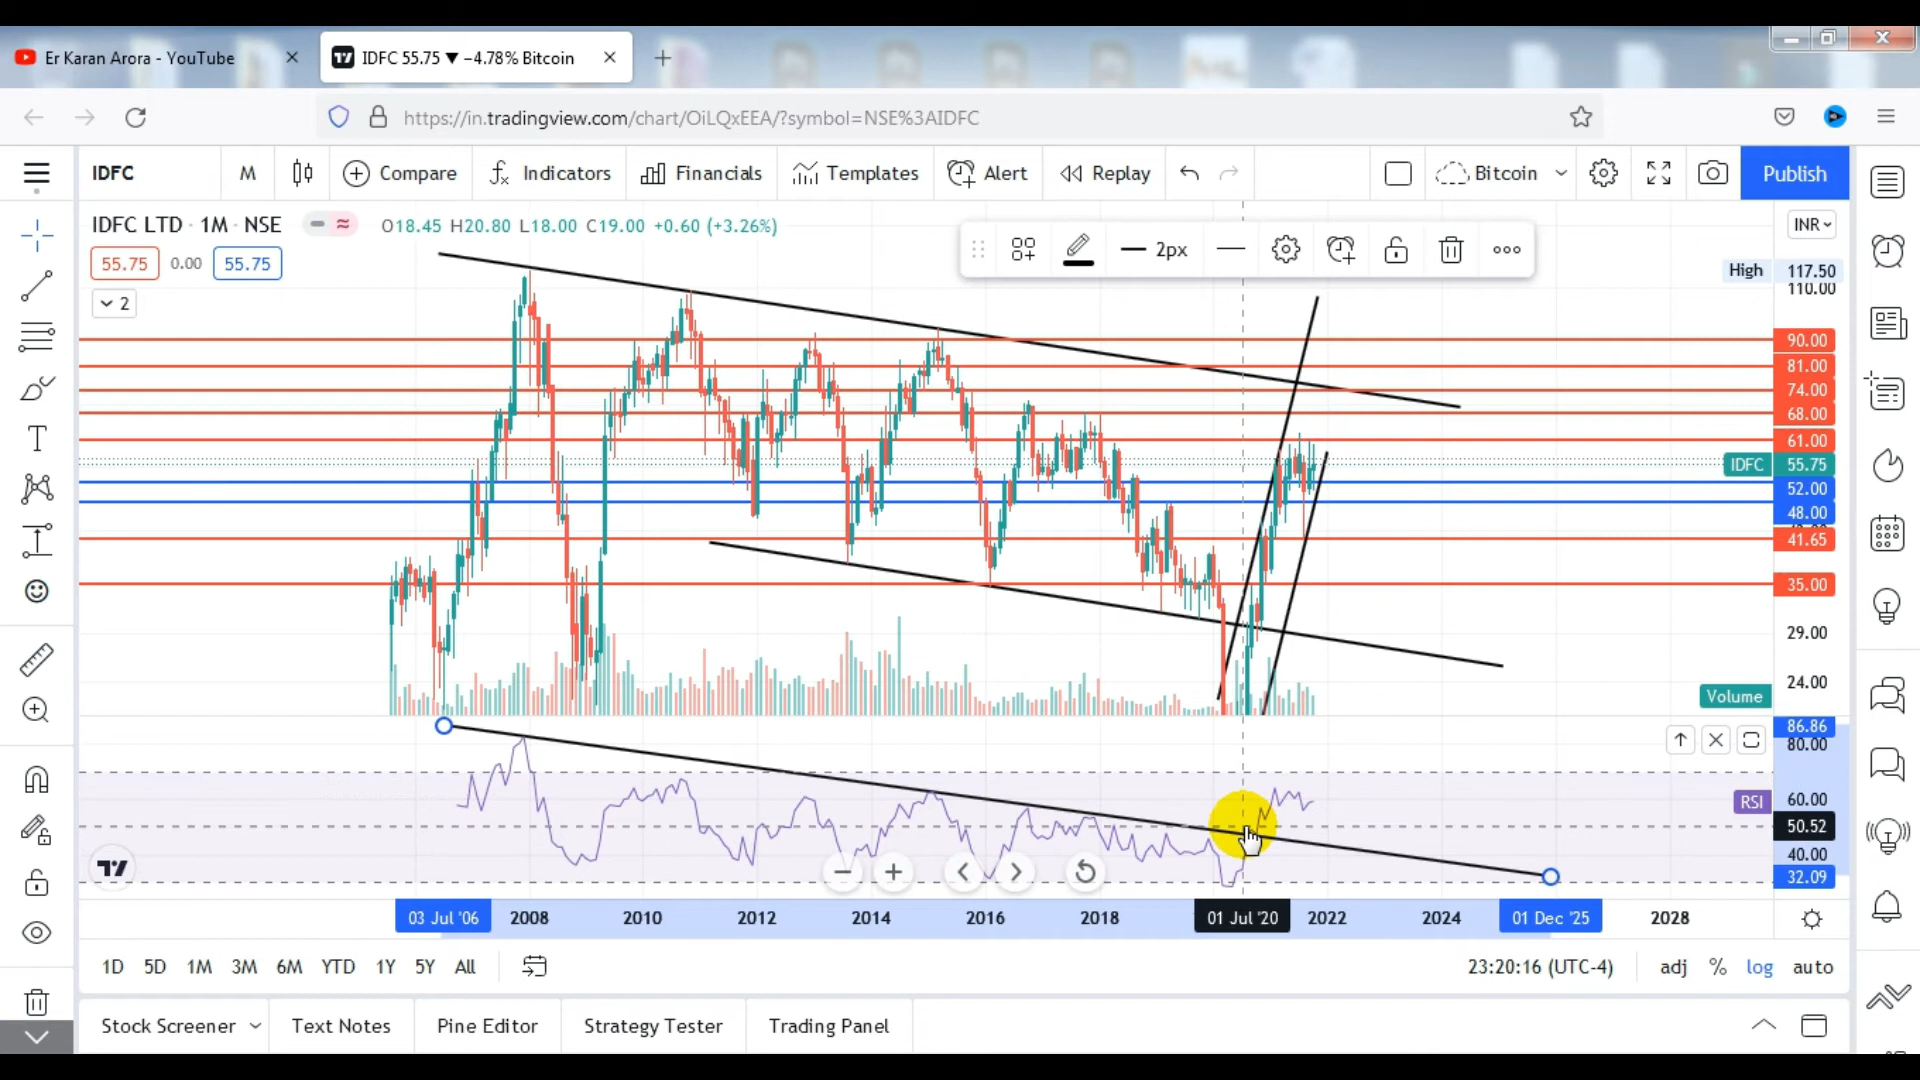 Er Karan Arora - YouTube
IDFC 55.75 ▼ −4.78% Bitcoin
https://in.tradingview.com/chart/OiLQxEEA/?symbol=NSE%3AIDFC
IDFC M Compare Indicators Financials Templates Alert Replay Bitcoin Publish
IDFC LTD · 1M · NSE O18.45 H20.80 L18.00 C19.00 +0.60 (+3.26%)
INR
2px
55.75 0.00 55.75
High 117.50
110.00
2
90.00
81.00
74.00
68.00
61.00
IDFC 55.75
52.00
48.00
41.65
35.00
29.00
24.00
Volume
86.86
80.00
RSI 60.00
50.52
40.00
32.09
03 Jul '06 2008 2010 2012 2014 2016 2018 01 Jul '20 2022 2024 01 Dec '25 2028
1D 5D 1M 3M 6M YTD 1Y 5Y All 23:20:16 (UTC-4) adj % log auto
Stock Screener Text Notes Pine Editor Strategy Tester Trading Panel